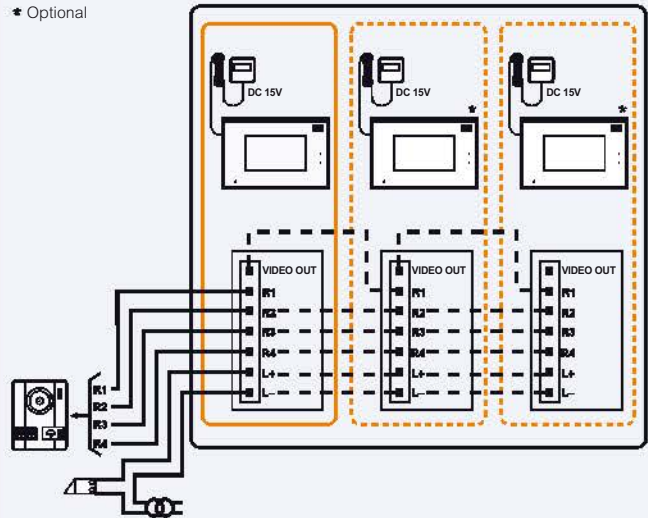 * Optional
DC 15V
DC 15V
*
DC 15V
*
VIDEO OUT
R1
R2
R3
R4
L+
L–
VIDEO OUT
R1
R2
R3
R4
L+
L–
VIDEO OUT
R1
R2
R3
R4
L+
L–
R1
R2
R3
R4